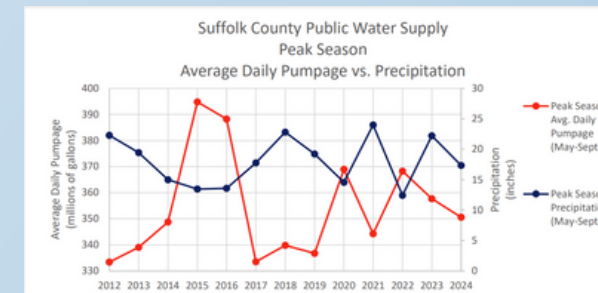 Suffolk County Public Water Supply
Peak Season
Average Daily Pumpage vs. Precipitation
Average Daily Pumpage
(millions of gallons)
400
390
380
370
360
350
340
330
30
25
20
15
10
5
0
Precipitation
(inches)
2012 2013 2014 2015 2016 2017 2018 2019 2020 2021 2022 2023 2024
Peak Seaso
Avg. Daily
Pumpage
(May-Sept
Peak Seaso
Precipitati
(May-Sept